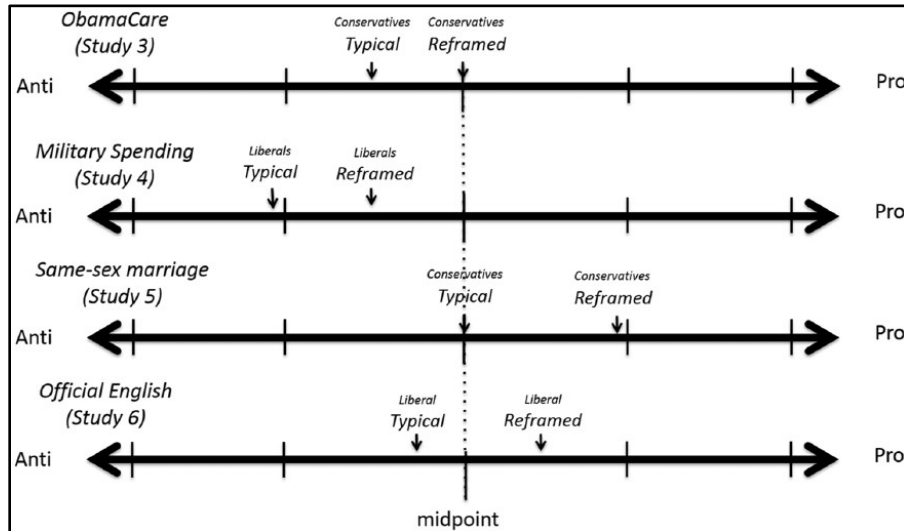 ObamaCare
(Study 3)
Conservatives Conservatives
Typical Reframed
Anti Pro
Military Spending
(Study 4)
Liberals Liberals
Typical Reframed
Anti Pro
Same-sex marriage
(Study 5)
Conservatives Conservatives
Typical Reframed
Anti Pro
Official English
(Study 6)
Liberal Liberal
Typical Reframed
Anti Pro
midpoint